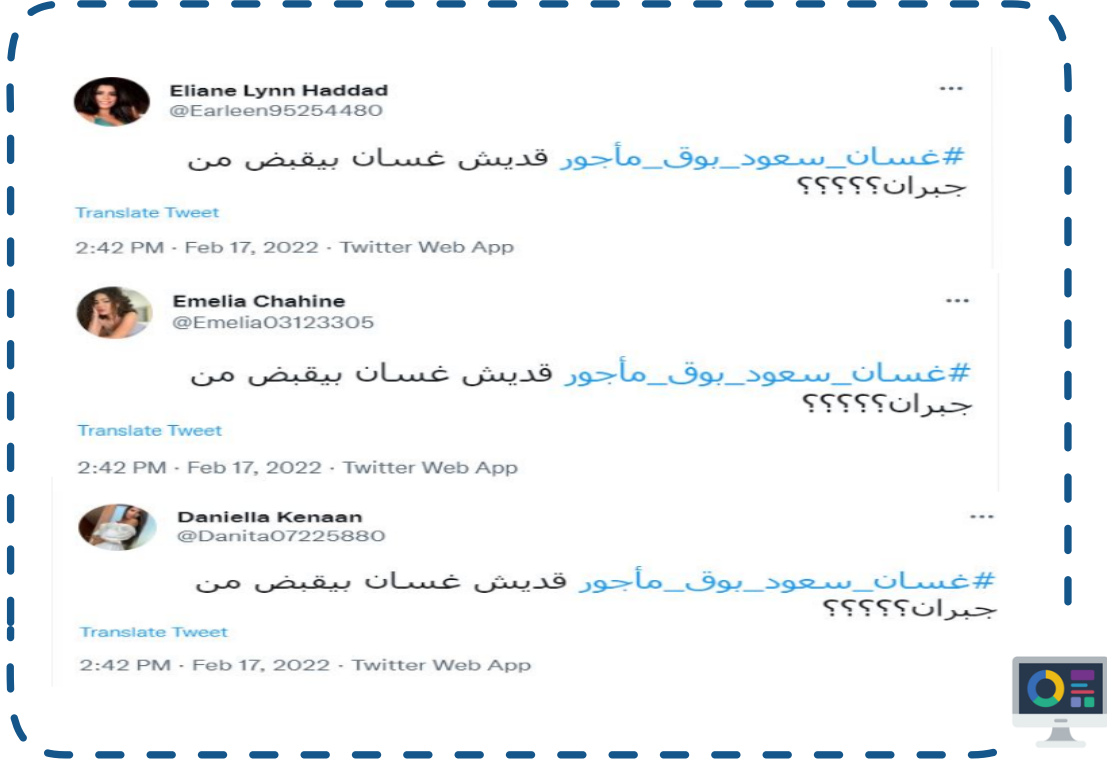 Eliane Lynn Haddad
@Earleen95254480
#غسان_سعود_بوق_مأجور قديش غسان بيقبض من
جبران؟؟؟؟؟
Translate Tweet
2:42 PM · Feb 17, 2022 · Twitter Web App
Emelia Chahine
@Emelia03123305
#غسان_سعود_بوق_مأجور قديش غسان بيقبض من
جبران؟؟؟؟؟
Translate Tweet
2:42 PM · Feb 17, 2022 · Twitter Web App
Daniella Kenaan
@Danita07225880
#غسان_سعود_بوق_مأجور قديش غسان بيقبض من
جبران؟؟؟؟؟
Translate Tweet
2:42 PM · Feb 17, 2022 · Twitter Web App